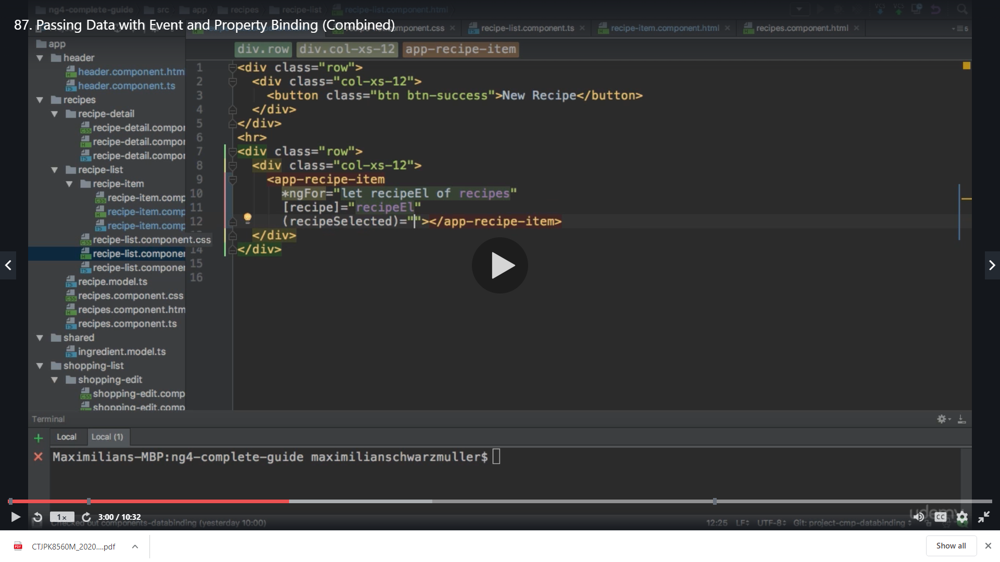 ng4-complete-guide src app recipes recipe-list recipe-list.component.html
87. Passing Data with Event and Property Binding (Combined)
recipe-list.component.ts
recipe-item.component.html
recipes.component.html
5
app
header
header.component.htm
header.component.ts
recipes
recipe-detail
recipe-detail.compor
recipe-detail.compor
recipe-detail.compor
recipe-list
recipe-item
recipe-item.comp
recipe-item.comp
recipe-item.comp
recipe-list.component.css
recipe-list.componer
recipe-list.componer
recipe.model.ts
recipes.component.css
recipes.component.htm
recipes.component.ts
shared
ingredient.model.ts
shopping-list
shopping-edit
shopping-edit.comp
shopping-edit.comp
div.row div.col-xs-12 app-recipe-item
1 <div class="row">
2 <div class="col-xs-12">
3 <button class="btn btn-success">New Recipe</button>
4 </div>
5 </div>
6 <hr>
7 <div class="row">
8 <div class="col-xs-12">
9 <app-recipe-item
10 *ngFor="let recipeEl of recipes"
11 [recipe]="recipeEl"
12 (recipeSelected)=""></app-recipe-item>
</div>
14 </div>
15
16
Terminal
Local Local (1)
Maximilians-MBP:ng4-complete-guide maximilianschwarzmuller$
1x 3:00 / 10:32
Checked out components-databinding (yesterday 10:00)
12:25 LF UTF-8 Git: project-cmp-databinding
udemy
CC
PDF CTJPK8560M_2020....pdf
Show all